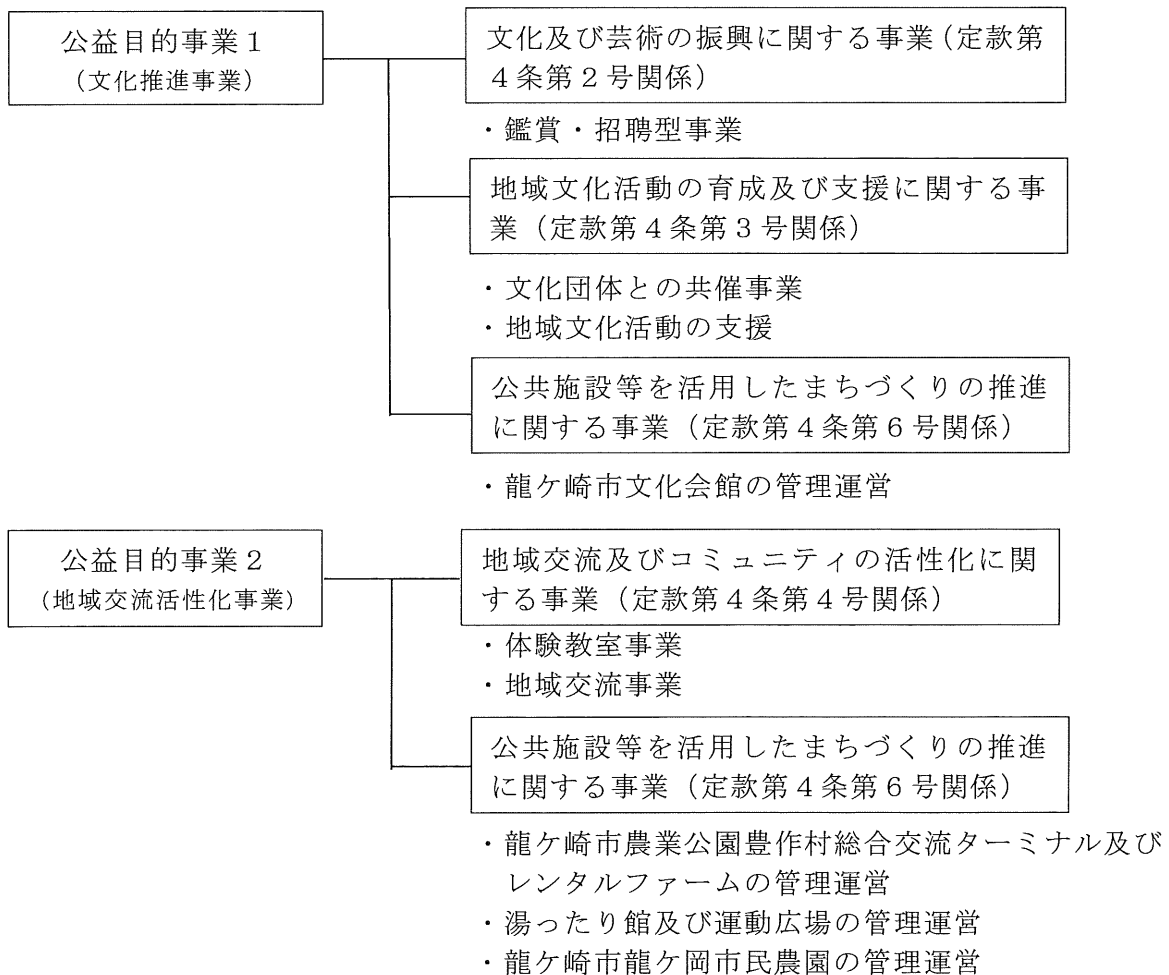 公益目的事業1
(文化推進事業)
文化及び芸術の振興に関する事業(定款第
4条第2号関係)
・鑑賞・招聘型事業
地域文化活動の育成及び支援に関する事
業(定款第4条第3号関係)
・文化団体との共催事業
・地域文化活動の支援
公共施設等を活用したまちづくりの推進
に関する事業(定款第4条第6号関係)
・龍ケ崎市文化会館の管理運営
公益目的事業2
(地域交流活性化事業)
地域交流及びコミュニティの活性化に関
する事業(定款第4条第4号関係)
・体験教室事業
・地域交流事業
公共施設等を活用したまちづくりの推進
に関する事業(定款第4条第6号関係)
・龍ケ崎市農業公園豊作村総合交流ターミナル及び
レンタルファームの管理運営
・湯ったり館及び運動広場の管理運営
・龍ケ崎市龍ケ岡市民農園の管理運営